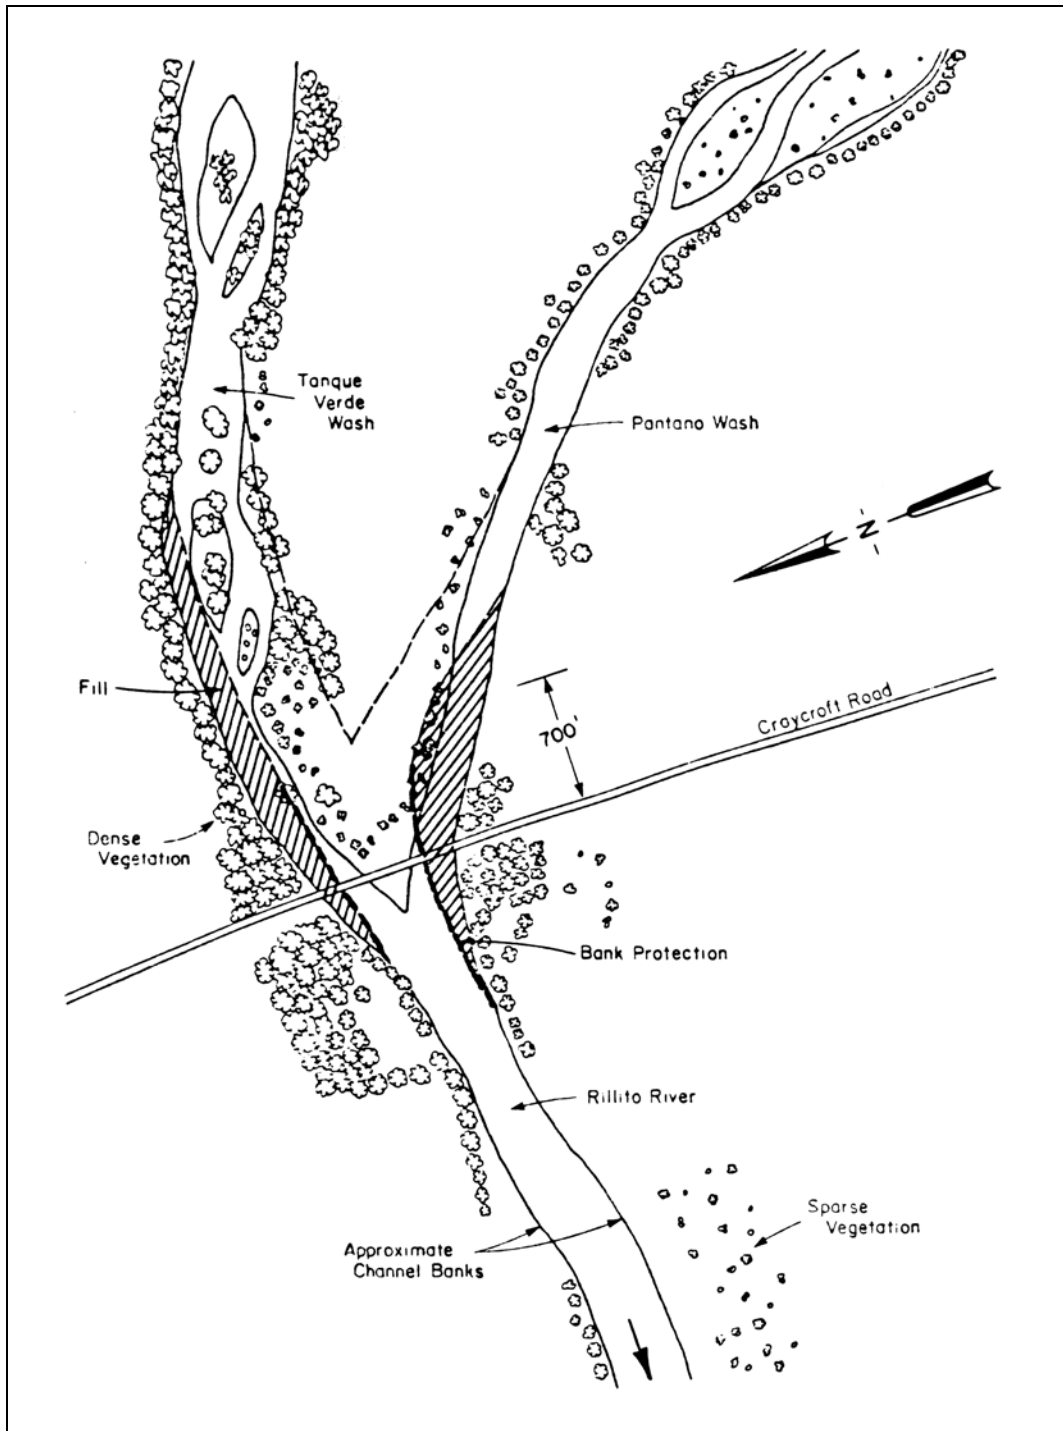 Tanque
Verde
Wash
Pantano Wash
N
Fill
700'
Craycroft Road
Dense
Vegetation
Bank Protection
Rillito River
Sparse
Vegetation
Approximate
Channel Banks